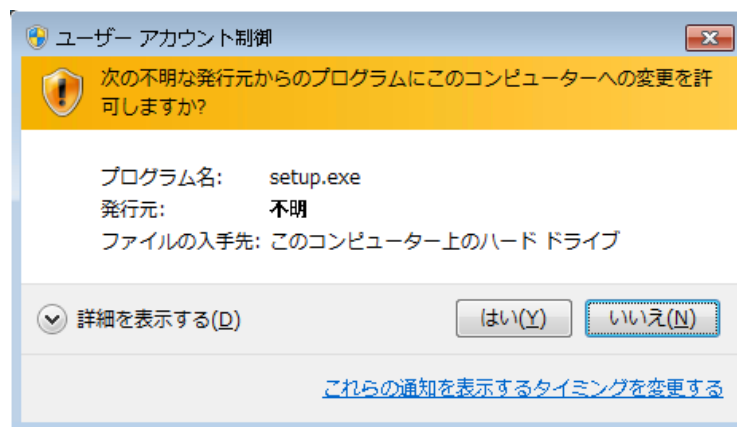 ユーザー アカウント制御
次の不明な発行元からのプログラムにこのコンピューターへの変更を許
可しますか?
プログラム名: setup.exe
発行元: 不明
ファイルの入手先: このコンピューター上のハード ドライブ
詳細を表示する(D)
はい(Y)
いいえ(N)
これらの通知を表示するタイミングを変更する